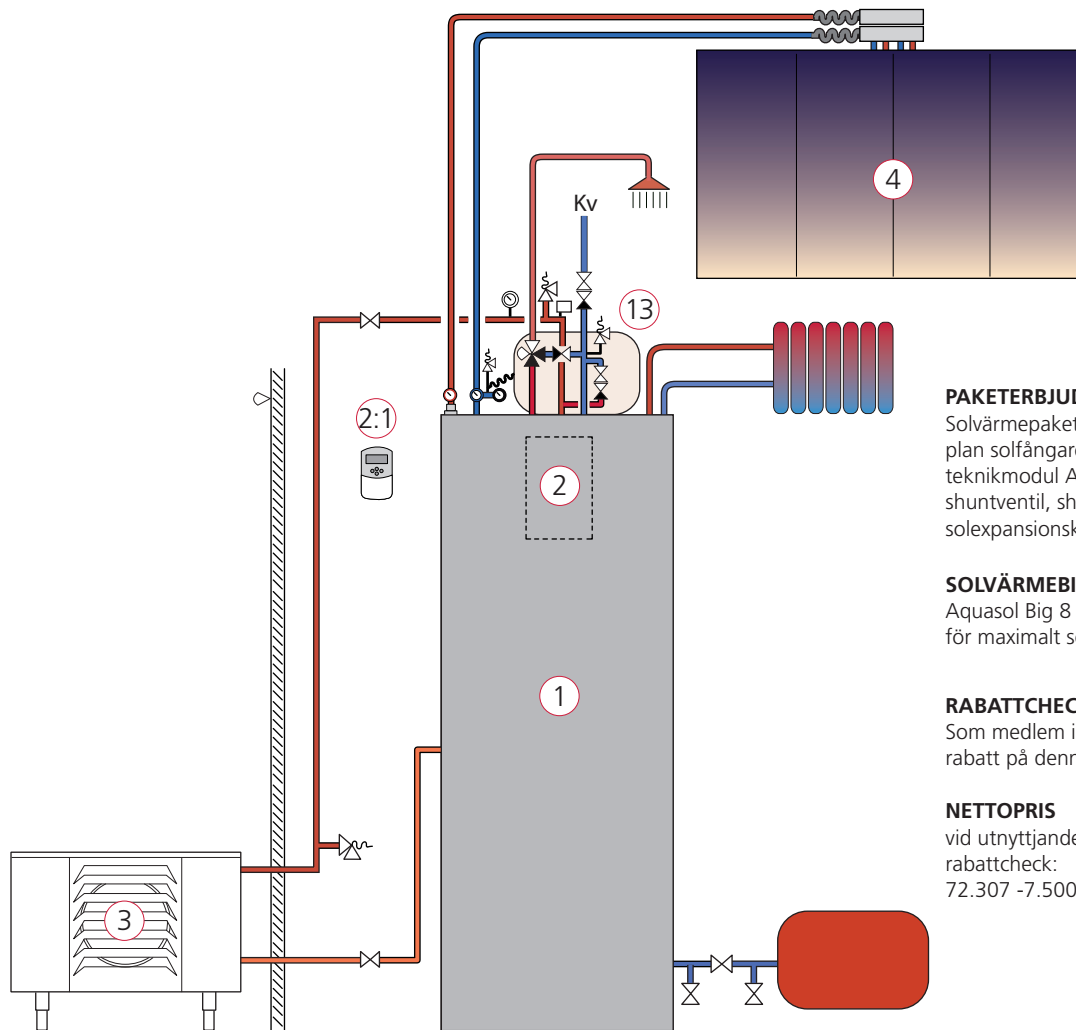 4
Kv
13
2:1
2
1
3
PAKETERBJUD
Solvärmepaket
plan solfångare
teknikmodul A
shuntventil, sh
solexpansionsk
SOLVÄRMEBI
Aquasol Big 8
för maximalt so
RABATTCHEC
Som medlem i
rabatt på denn
NETTOPRIS
vid utnyttjande
rabattcheck:
72.307 -7.500